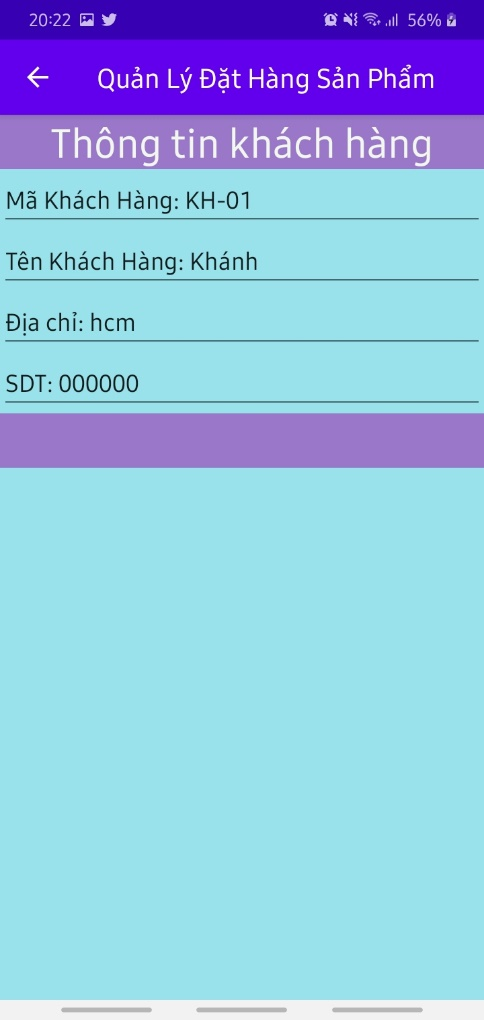 20:22 56%
Quản Lý Đặt Hàng Sản Phẩm
Thông tin khách hàng
Mã Khách Hàng: KH-01
Tên Khách Hàng: Khánh
Địa chỉ: hcm
SDT: 000000